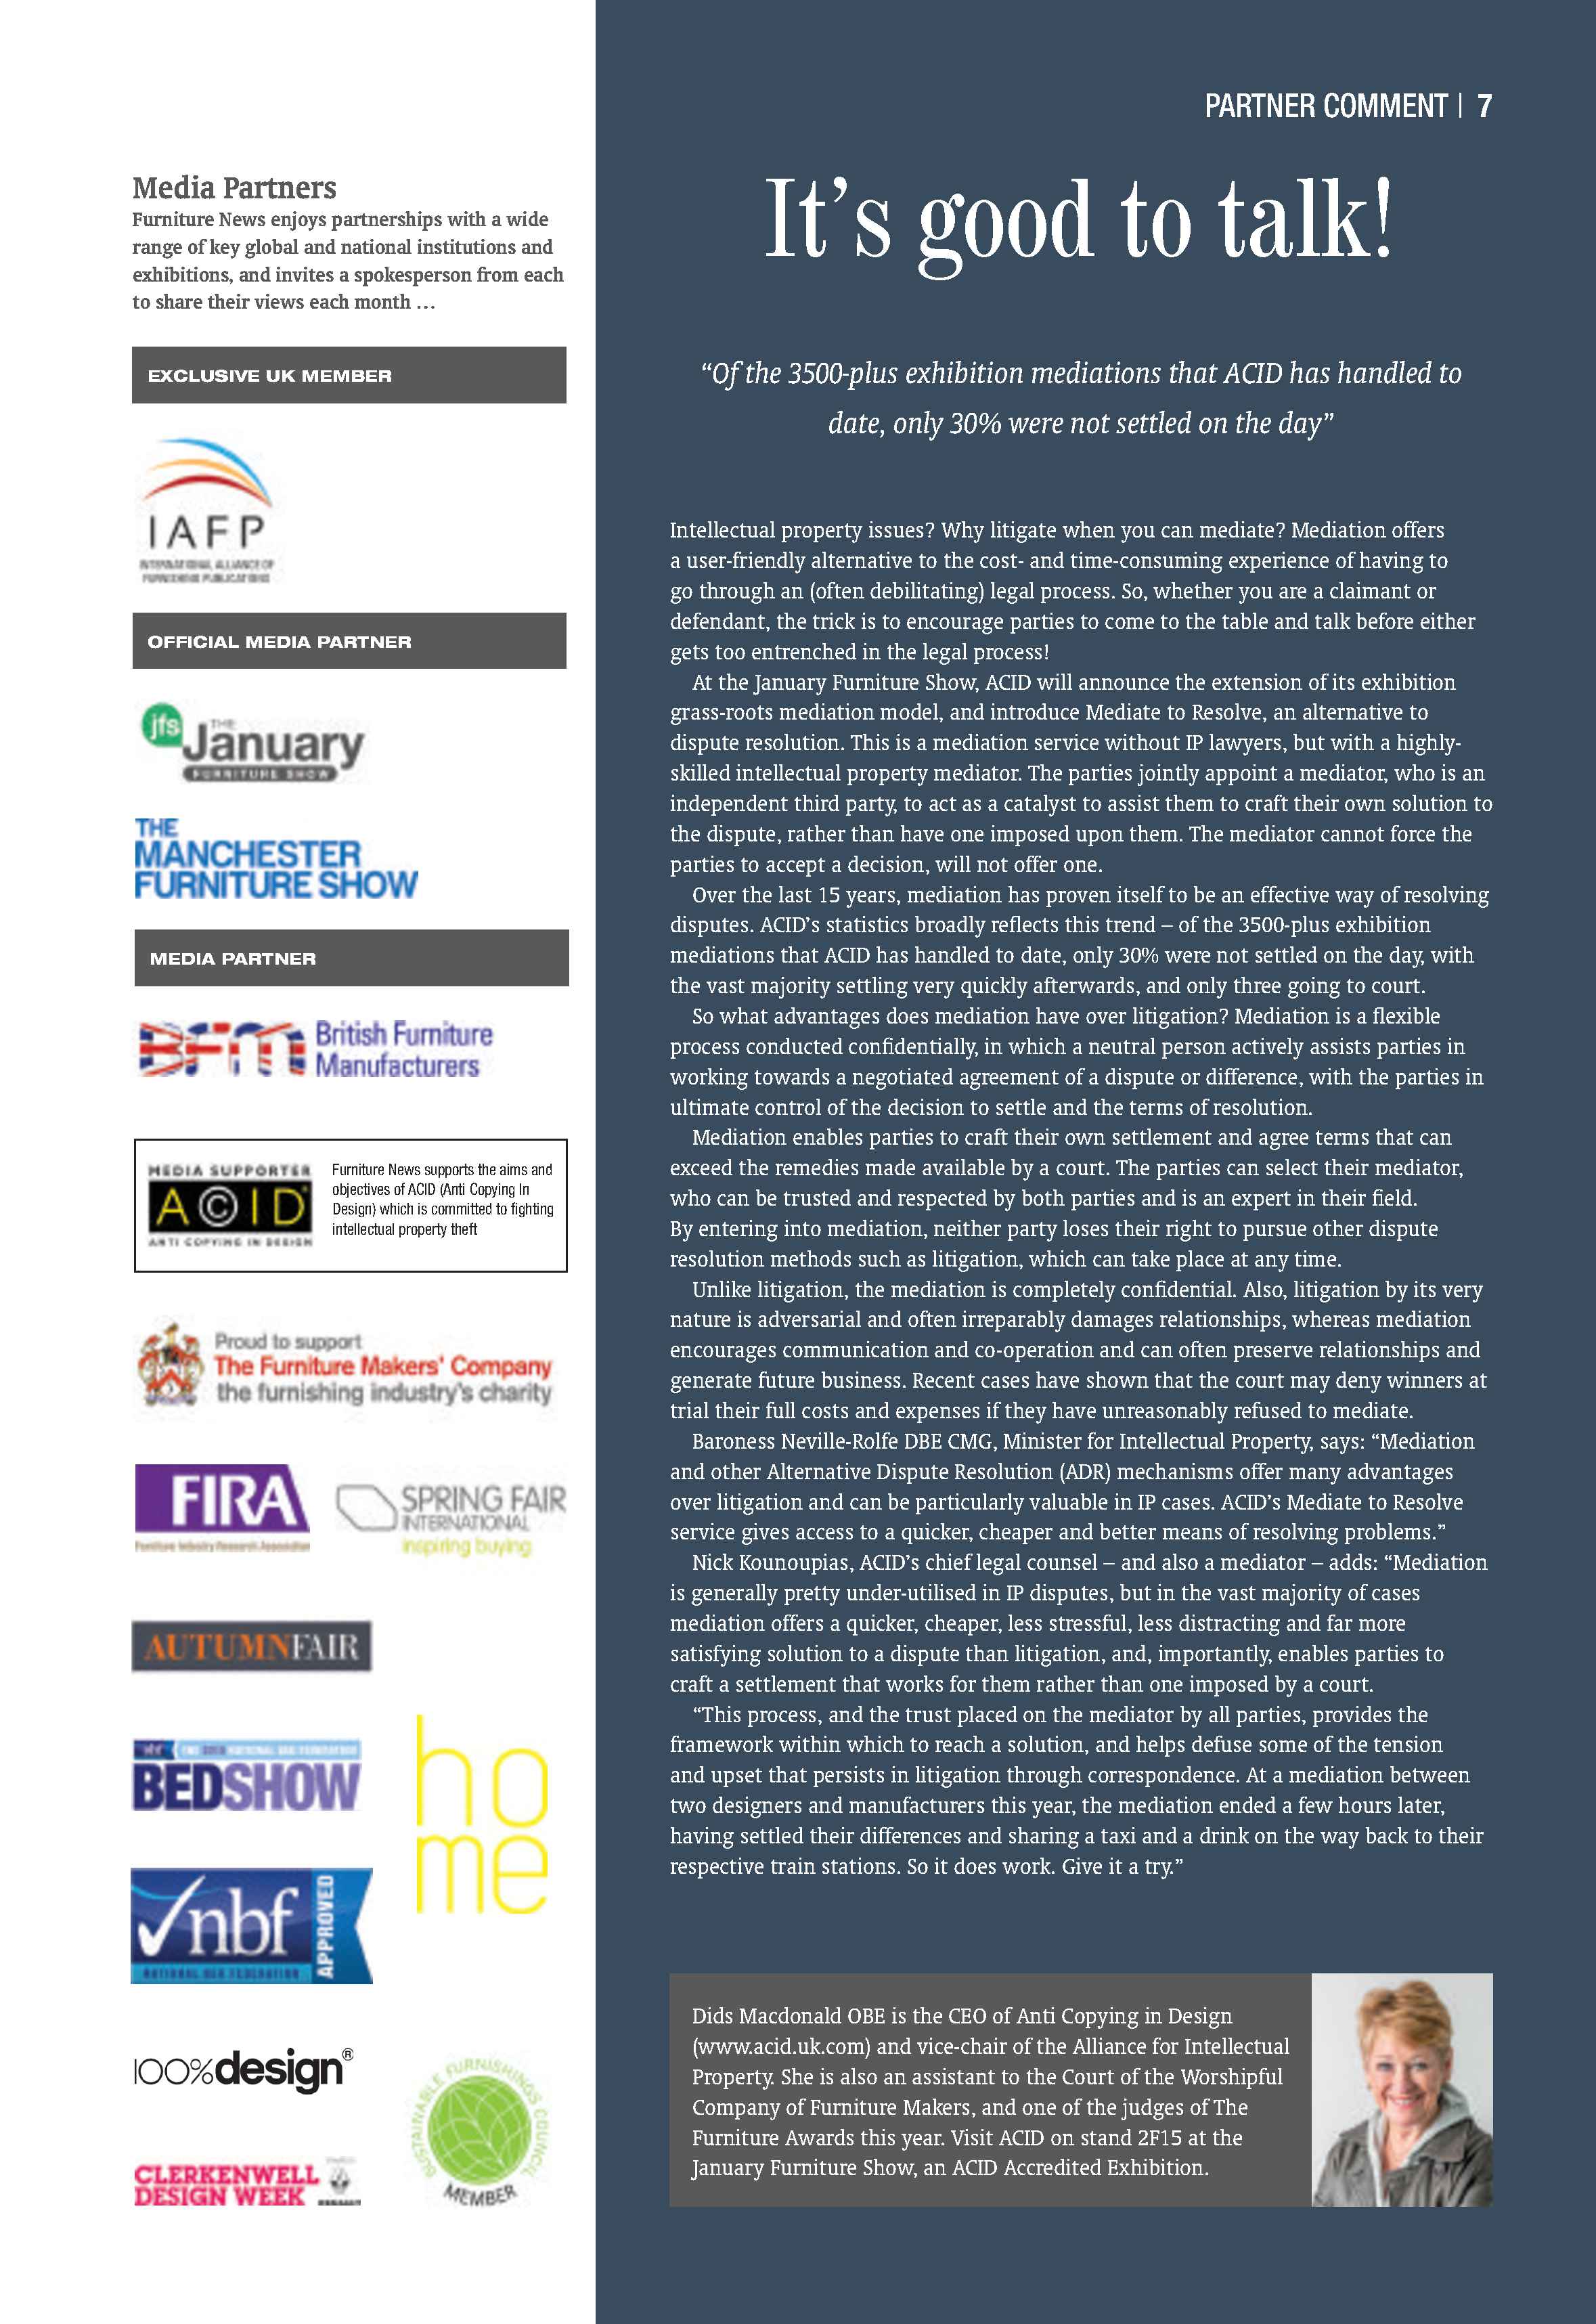 PARTNER COMMENT | 7
Media Partners
Furniture News enjoys partnerships with a wide
range of key global and national institutions and
exhibitions, and invites a spokesperson from each
to share their views each month …
EXCLUSIVE UK MEMBER
IAFP
INTERNATIONAL ALLIANCE OF
FURNISHING PUBLICATIONS
OFFICIAL MEDIA PARTNER
jfs THE
January
FURNITURE SHOW
THE
MANCHESTER
FURNITURE SHOW
MEDIA PARTNER
BFM British Furniture
Manufacturers
MEDIA SUPPORTER
A©ID®
ANTI COPYING IN DESIGN
Furniture News supports the aims and
objectives of ACID (Anti Copying In
Design) which is committed to fighting
intellectual property theft
Proud to support
The Furniture Makers' Company
the furnishing industry's charity
FIRA
Furniture Industry Research Association
SPRING FAIR
INTERNATIONAL
inspiring buying
AUTUMNFAIR
BEDSHOW
ho
me
nbf
APPROVED
NATIONAL BED FEDERATION
100%design®
SUSTAINABLE FURNISHINGS COUNCIL
MEMBER
CLERKENWELL
DESIGN WEEK
It's good to talk!
“Of the 3500-plus exhibition mediations that ACID has handled to
date, only 30% were not settled on the day”
Intellectual property issues? Why litigate when you can mediate? Mediation offers
a user-friendly alternative to the cost- and time-consuming experience of having to
go through an (often debilitating) legal process. So, whether you are a claimant or
defendant, the trick is to encourage parties to come to the table and talk before either
gets too entrenched in the legal process!
At the January Furniture Show, ACID will announce the extension of its exhibition
grass-roots mediation model, and introduce Mediate to Resolve, an alternative to
dispute resolution. This is a mediation service without IP lawyers, but with a highly-
skilled intellectual property mediator. The parties jointly appoint a mediator, who is an
independent third party, to act as a catalyst to assist them to craft their own solution to
the dispute, rather than have one imposed upon them. The mediator cannot force the
parties to accept a decision, will not offer one.
Over the last 15 years, mediation has proven itself to be an effective way of resolving
disputes. ACID's statistics broadly reflects this trend – of the 3500-plus exhibition
mediations that ACID has handled to date, only 30% were not settled on the day, with
the vast majority settling very quickly afterwards, and only three going to court.
So what advantages does mediation have over litigation? Mediation is a flexible
process conducted confidentially, in which a neutral person actively assists parties in
working towards a negotiated agreement of a dispute or difference, with the parties in
ultimate control of the decision to settle and the terms of resolution.
Mediation enables parties to craft their own settlement and agree terms that can
exceed the remedies made available by a court. The parties can select their mediator,
who can be trusted and respected by both parties and is an expert in their field.
By entering into mediation, neither party loses their right to pursue other dispute
resolution methods such as litigation, which can take place at any time.
Unlike litigation, the mediation is completely confidential. Also, litigation by its very
nature is adversarial and often irreparably damages relationships, whereas mediation
encourages communication and co-operation and can often preserve relationships and
generate future business. Recent cases have shown that the court may deny winners at
trial their full costs and expenses if they have unreasonably refused to mediate.
Baroness Neville-Rolfe DBE CMG, Minister for Intellectual Property, says: “Mediation
and other Alternative Dispute Resolution (ADR) mechanisms offer many advantages
over litigation and can be particularly valuable in IP cases. ACID's Mediate to Resolve
service gives access to a quicker, cheaper and better means of resolving problems.”
Nick Kounoupias, ACID's chief legal counsel – and also a mediator – adds: “Mediation
is generally pretty under-utilised in IP disputes, but in the vast majority of cases
mediation offers a quicker, cheaper, less stressful, less distracting and far more
satisfying solution to a dispute than litigation, and, importantly, enables parties to
craft a settlement that works for them rather than one imposed by a court.
“This process, and the trust placed on the mediator by all parties, provides the
framework within which to reach a solution, and helps defuse some of the tension
and upset that persists in litigation through correspondence. At a mediation between
two designers and manufacturers this year, the mediation ended a few hours later,
having settled their differences and sharing a taxi and a drink on the way back to their
respective train stations. So it does work. Give it a try.”
Dids Macdonald OBE is the CEO of Anti Copying in Design
(www.acid.uk.com) and vice-chair of the Alliance for Intellectual
Property. She is also an assistant to the Court of the Worshipful
Company of Furniture Makers, and one of the judges of The
Furniture Awards this year. Visit ACID on stand 2F15 at the
January Furniture Show, an ACID Accredited Exhibition.